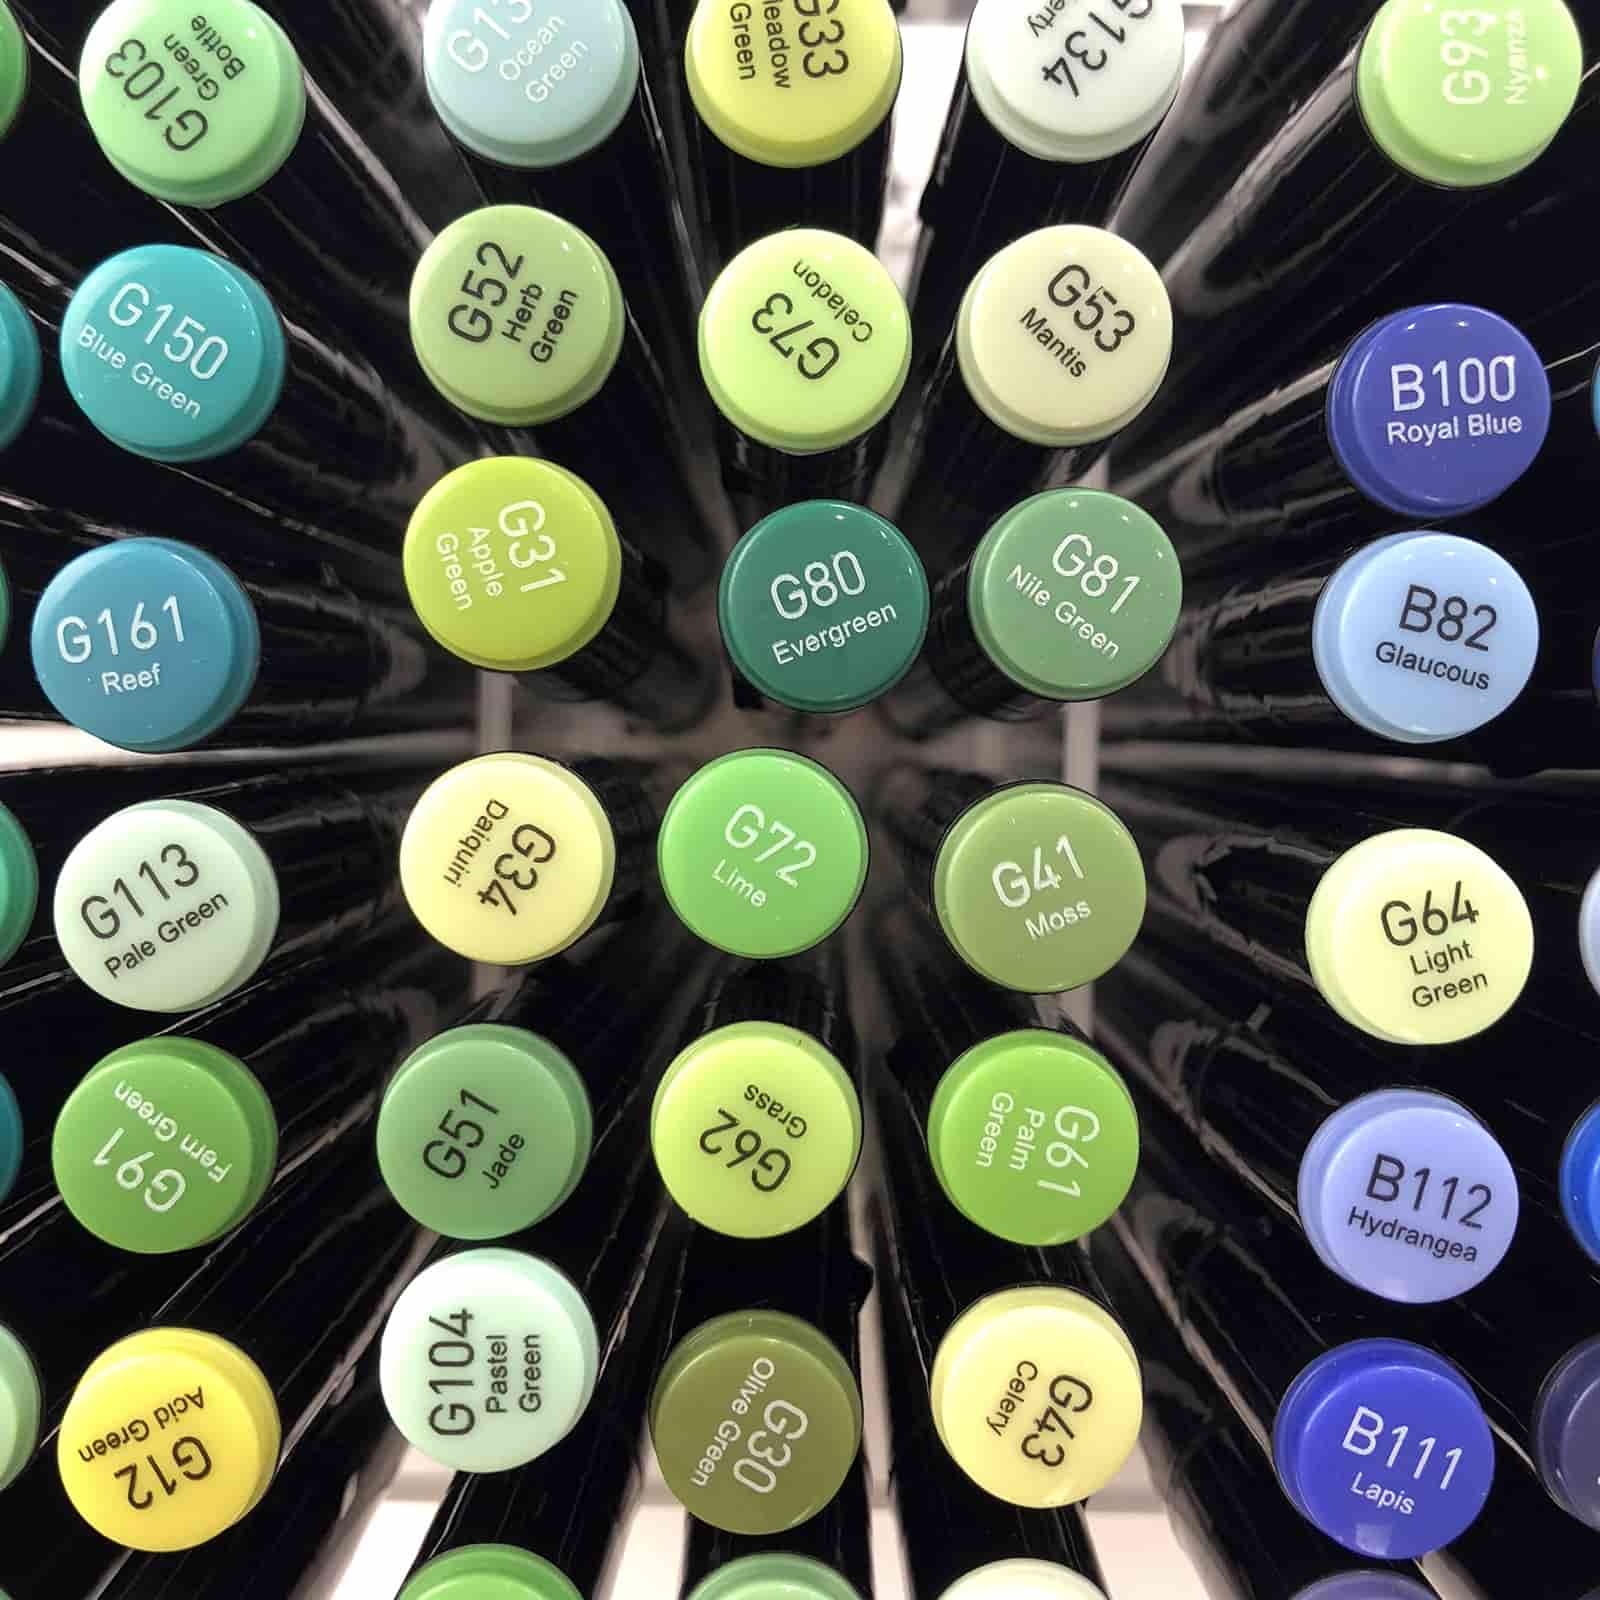 G103
Bottle
Green
Ocean
Green
G33
Meadow
Green
G134
G93
Nyanza
G150
Blue Green
G52
Herb
Green
G73
Celadon
G53
Mantis
B100
Royal Blue
G161
Reef
G31
Apple
Green
G80
Evergreen
G81
Nile Green
B82
Glaucous
G113
Pale Green
G34
Daiquiri
G72
Lime
G41
Moss
G64
Light
Green
G91
Fern Green
G51
Jade
G62
Grass
G61
Palm
Green
B112
Hydrangea
G12
Acid Green
G104
Pastel
Green
G30
Olive Green
G43
Celery
B111
Lapis